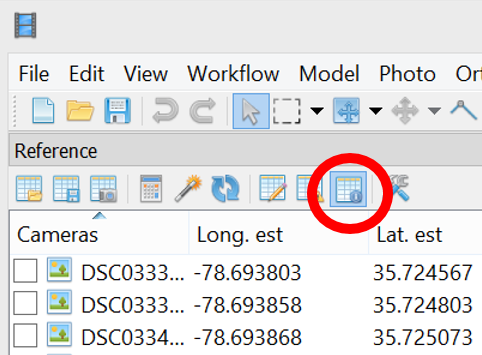 File Edit View Workflow Model Photo Ort
Reference
Cameras Long. est Lat. est
DSC0333... -78.693803 35.724567
DSC0333... -78.693858 35.724803
DSC0334... -78.693868 35.725073